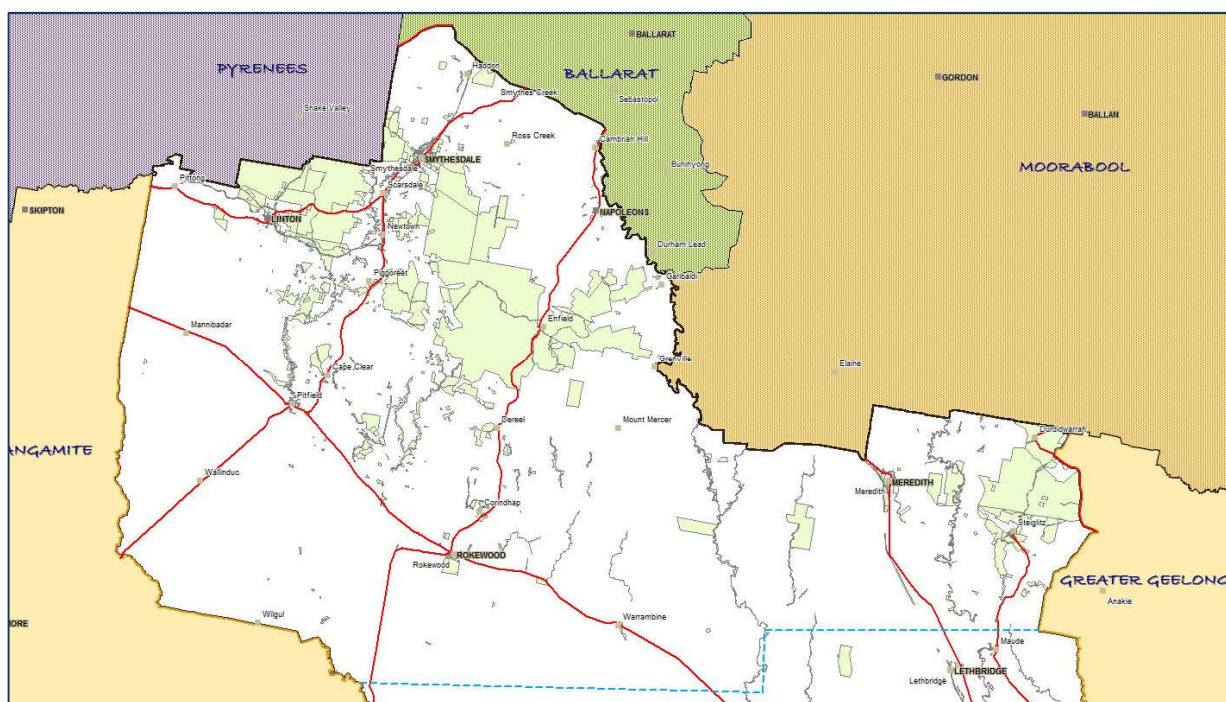 BALLARAT
PYRENEES
BALLARAT
Haddon
GORDON
Smythes Creek
Sebastopol
Snake Valley
BALLAN
Ross Creek
Cambrian Hill
SMYTHESDALE
Smythesdale
Buninyong
MOORABOOL
Pittong
Scarsdale
SKIPTON
LINTON
NAPOLEONS
Newtown
Durham Lead
Piggoreet
Garibaldi
Mannibadar
Enfield
Grenville
Elaine
Cape Clear
Pitfield
Dereel
Mount Mercer
Durdidwarrah
ANGAMITE
Wallinduc
MEREDITH
Meredith
Corindhap
Steiglitz
ROKEWOOD
Rokewood
GREATER GEELONG
Anakie
Wilgul
Warrambine
ORE
Maude
LETHBRIDGE
Lethbridge